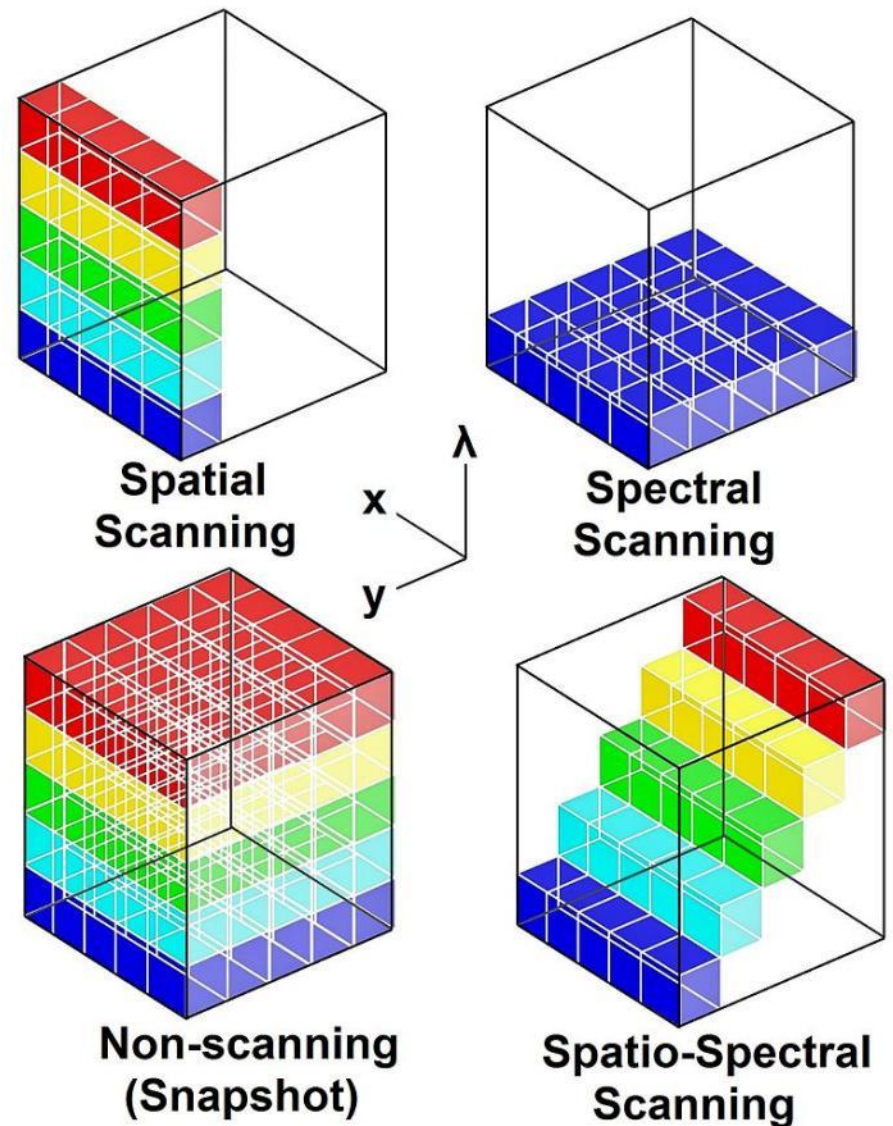 Spatial
Scanning
Spectral
Scanning
λ
x
y
Non-scanning
(Snapshot)
Spatio-Spectral
Scanning